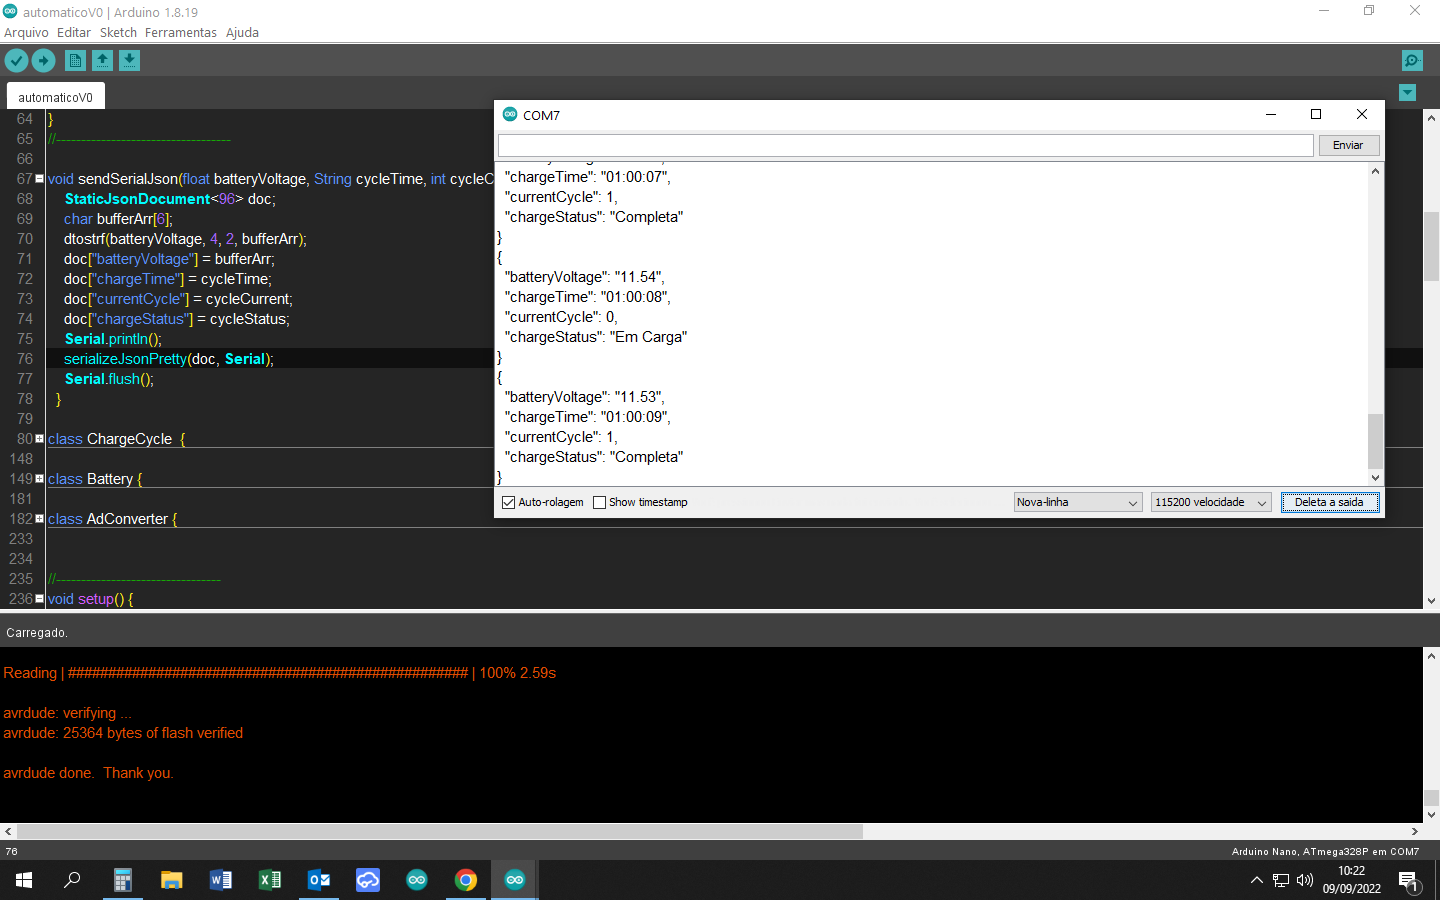 automaticoV0 | Arduino 1.8.19
Arquivo Editar Sketch Ferramentas Ajuda
automaticoV0
64 }
65 //-----------------------------------
66
67 void sendSerialJson(float batteryVoltage, String cycleTime, int cycleC
68 StaticJsonDocument<96> doc;
69 char bufferArr[6];
70 dtostrf(batteryVoltage, 4, 2, bufferArr);
71 doc["batteryVoltage"] = bufferArr;
72 doc["chargeTime"] = cycleTime;
73 doc["currentCycle"] = cycleCurrent;
74 doc["chargeStatus"] = cycleStatus;
75 Serial.println();
76 serializeJsonPretty(doc, Serial);
77 Serial.flush();
78 }
79
80 class ChargeCycle {
148
149 class Battery {
181
182 class AdConverter {
233
234
235 //---------------------------------
236 void setup() {
COM7
Enviar
"chargeTime": "01:00:07",
"currentCycle": 1,
"chargeStatus": "Completa"
}
{
"batteryVoltage": "11.54",
"chargeTime": "01:00:08",
"currentCycle": 0,
"chargeStatus": "Em Carga"
}
{
"batteryVoltage": "11.53",
"chargeTime": "01:00:09",
"currentCycle": 1,
"chargeStatus": "Completa"
}
Auto-rolagem Show timestamp Nova-linha 115200 velocidade Deleta a saida
Carregado.
Reading | ################################################## | 100% 2.59s
avrdude: verifying ...
avrdude: 25364 bytes of flash verified
avrdude done. Thank you.
76 Arduino Nano, ATmega328P em COM7
10:22
09/09/2022
1